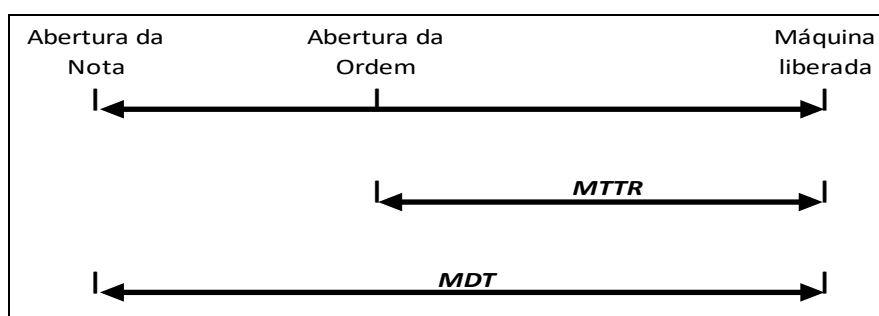 Abertura da
Nota
Abertura da
Ordem
Máquina
liberada
MTTR
MDT